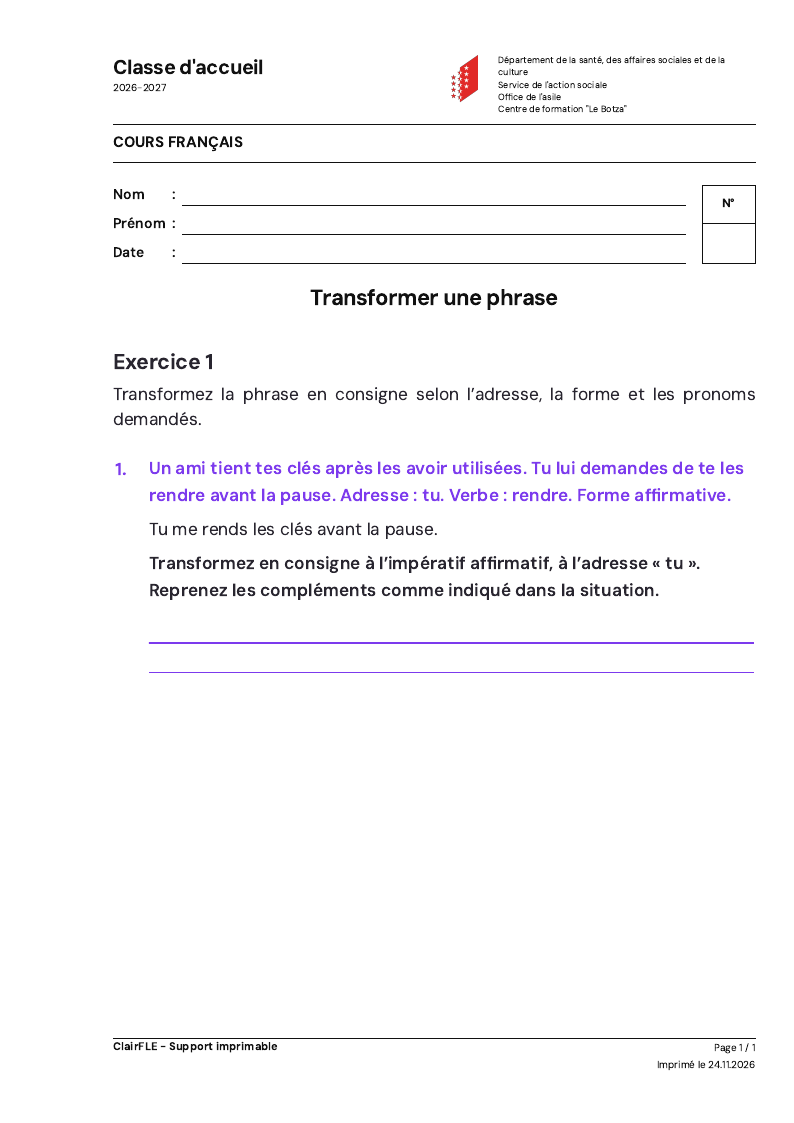 Classe d'accueil
2026-2027
Département de la santé, des affaires sociales et de la
culture
Service de l'action sociale
Office de l'asile
Centre de formation "Le Botza"
COURS FRANÇAIS
Nom :
Prénom :
Date :
N°
Transformer une phrase
Exercice 1
Transformez la phrase en consigne selon l’adresse, la forme et les pronoms
demandés.
1. Un ami tient tes clés après les avoir utilisées. Tu lui demandes de te les
rendre avant la pause. Adresse : tu. Verbe : rendre. Forme affirmative.
Tu me rends les clés avant la pause.
Transformez en consigne à l’impératif affirmatif, à l’adresse « tu ».
Reprenez les compléments comme indiqué dans la situation.
ClairFLE - Support imprimable
Page 1 / 1
Imprimé le 24.11.2026